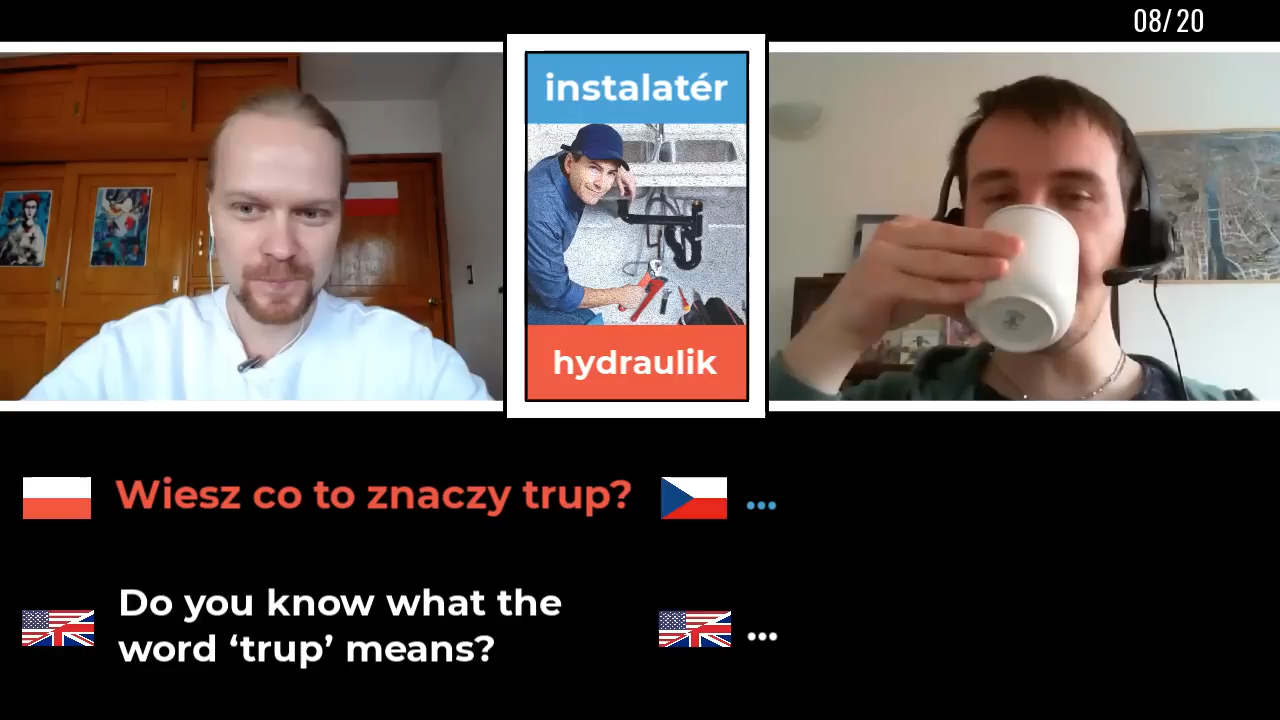 08/20
instalatér
hydraulik
Wiesz co to znaczy trup?
...
Do you know what the
word ‘trup’ means?
...